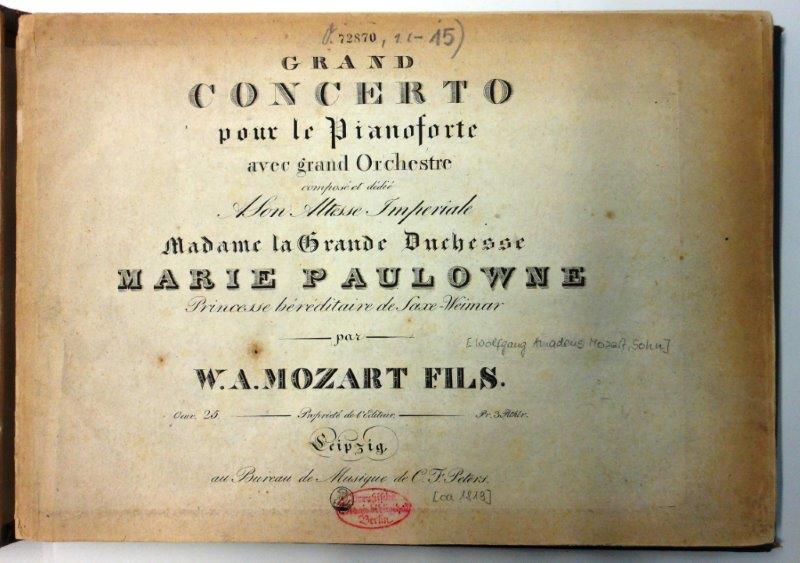 72870, -15)
GRAND
CONCERTO
pour le Pianoforte
avec grand Orchestre
composé et dédié
A Son Altesse Imperiale
Madame la Grande Duchesse
MARIE PAULOWNE
Princesse héréditaire de Saxe-Weimar
par
[Wolfgang Amadeus Mozart, Sohn]
W. A. MOZART FILS.
Oeuv. 25. Propriété de l'Editeur. Pr. 3 Rthlr.
Leipzig,
au Bureau de Musique de C. F. Peters.
[ca 1819]
Berlin